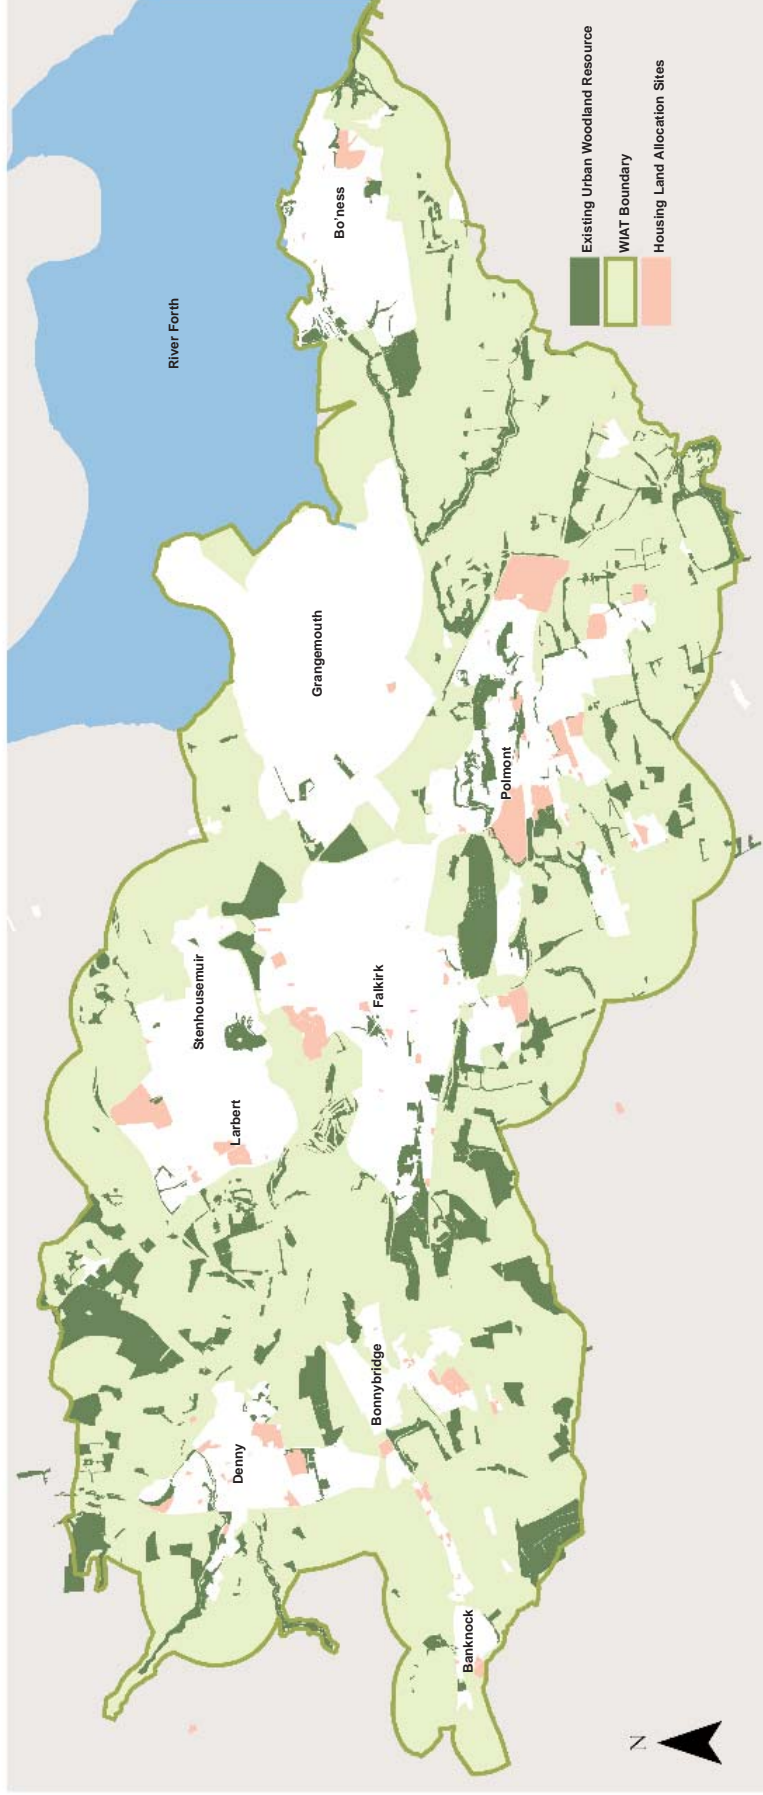 River Forth
Bo'ness
Grangemouth
Polmont
Stenhousemuir
Larbert
Falkirk
Denny
Bonnybridge
Banknock
Existing Urban Woodland Resource
WIAT Boundary
Housing Land Allocation Sites
N